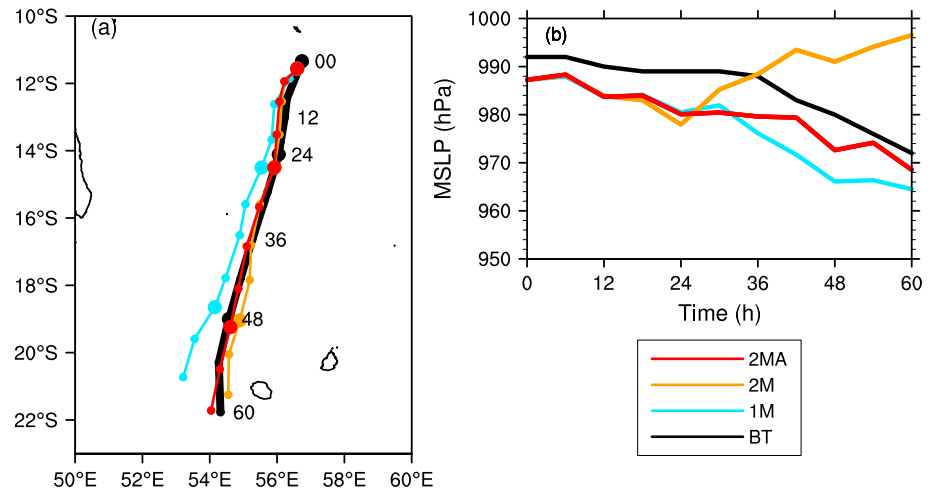 (a)
10°S
12°S
14°S
16°S
18°S
20°S
22°S
00
12
24
36
48
60
50°E 52°E 54°E 56°E 58°E 60°E
(b)
MSLP (hPa)
1000
990
980
970
960
950
0 12 24 36 48 60
Time (h)
2MA
2M
1M
BT